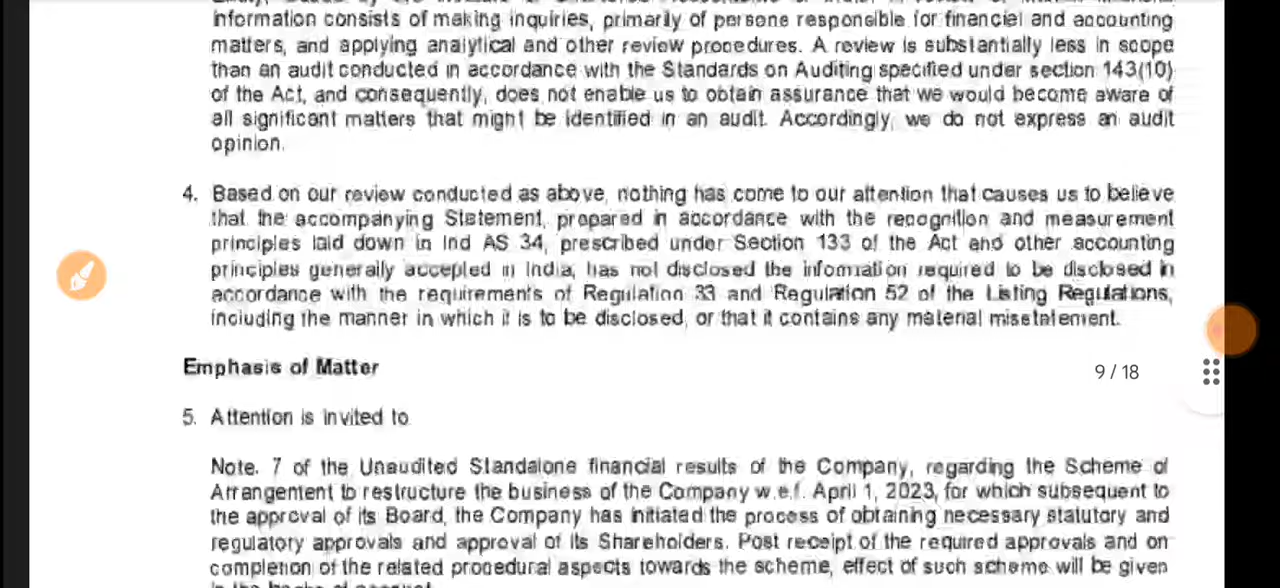 information consists of making inquiries, primarily of persons responsible for financial and accounting
matters, and applying analytical and other review procedures. A review is substantially less in scope
than an audit conducted in accordance with the Standards on Auditing specified under section 143(10)
of the Act, and consequently, does not enable us to obtain assurance that we would become aware of
all significant matters that might be identified in an audit. Accordingly, we do not express an audit
opinion.
4. Based on our review conducted as above, nothing has come to our attention that causes us to believe
that the accompanying Statement, prepared in accordance with the recognition and measurement
principles laid down in Ind AS 34, prescribed under Section 133 of the Act and other accounting
principles generally accepted in India, has not disclosed the information required to be disclosed in
accordance with the requirements of Regulation 33 and Regulation 52 of the Listing Regulations,
including the manner in which it is to be disclosed, or that it contains any material misstatement.
Emphasis of Matter
9 / 18
5. Attention is invited to
Note. 7 of the Unaudited Standalone financial results of the Company, regarding the Scheme of
Arrangement to restructure the business of the Company w.e.f. April 1, 2023, for which subsequent to
the approval of its Board, the Company has initiated the process of obtaining necessary statutory and
regulatory approvals and approval of its Shareholders. Post receipt of the required approvals and on
completion of the related procedural aspects towards the scheme, effect of such scheme will be given